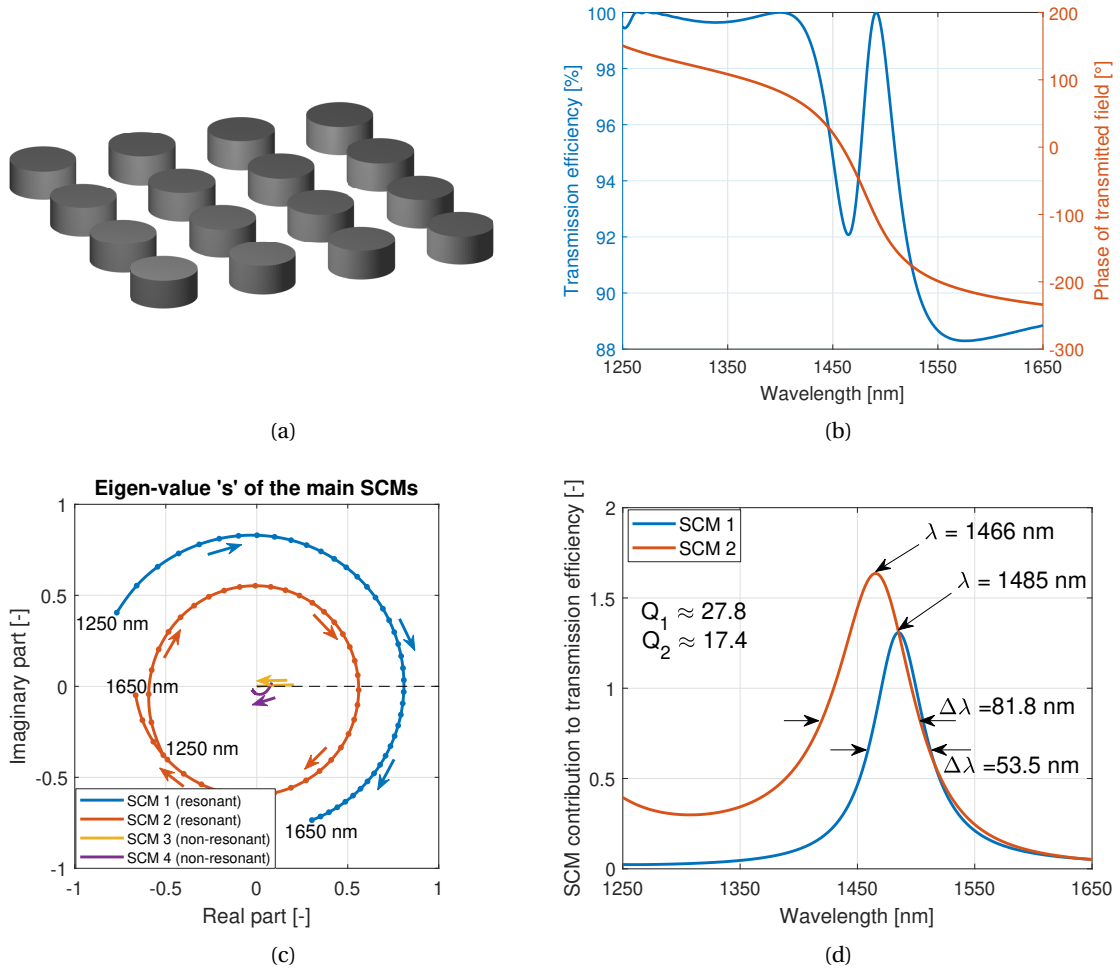 (a)
Transmission efficiency [%]
100
98
96
94
92
90
88
200
100
0
-100
-200
-300
Phase of transmitted field [°]
1250
1350
1450
1550
1650
Wavelength [nm]
(b)
Eigen-value 's' of the main SCMs
Imaginary part [-]
1
0.5
0
-0.5
-1
1250 nm
1650 nm
1250 nm
1650 nm
SCM 1 (resonant)
SCM 2 (resonant)
SCM 3 (non-resonant)
SCM 4 (non-resonant)
-1
-0.5
0
0.5
1
Real part [-]
(c)
SCM contribution to transmission efficiency [-]
2
1.5
1
0.5
0
SCM 1
SCM 2
λ = 1466 nm
λ = 1485 nm
Q1 ≈ 27.8
Q2 ≈ 17.4
Δλ =81.8 nm
Δλ =53.5 nm
1250
1350
1450
1550
1650
Wavelength [nm]
(d)